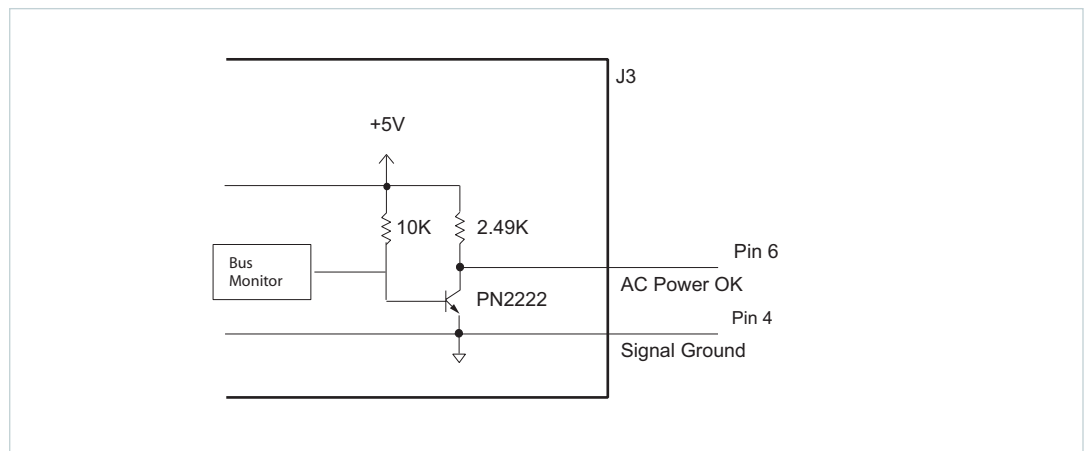 J3
+5V
10K
2.49K
Bus
Monitor
Pin 6
AC Power OK
PN2222
Pin 4
Signal Ground